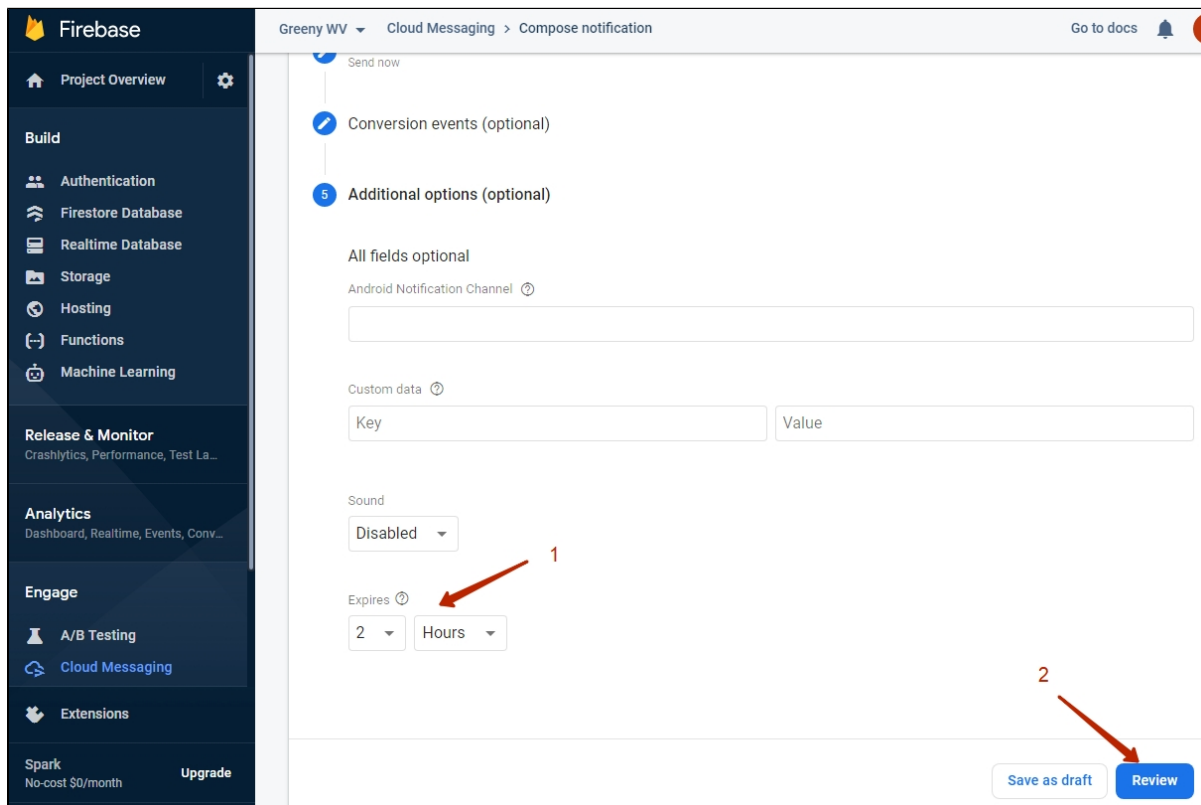 Firebase
Greeny WV Cloud Messaging > Compose notification
Go to docs
Project Overview
Build
Authentication
Firestore Database
Realtime Database
Storage
Hosting
Functions
Machine Learning
Release & Monitor
Crashlytics, Performance, Test La...
Analytics
Dashboard, Realtime, Events, Conv...
Engage
A/B Testing
Cloud Messaging
Extensions
Spark
No-cost $0/month
Upgrade
Send now
Conversion events (optional)
5 Additional options (optional)
All fields optional
Android Notification Channel ?
Custom data ?
Key Value
Sound
Disabled
1
Expires ?
2 Hours
2
Save as draft Review